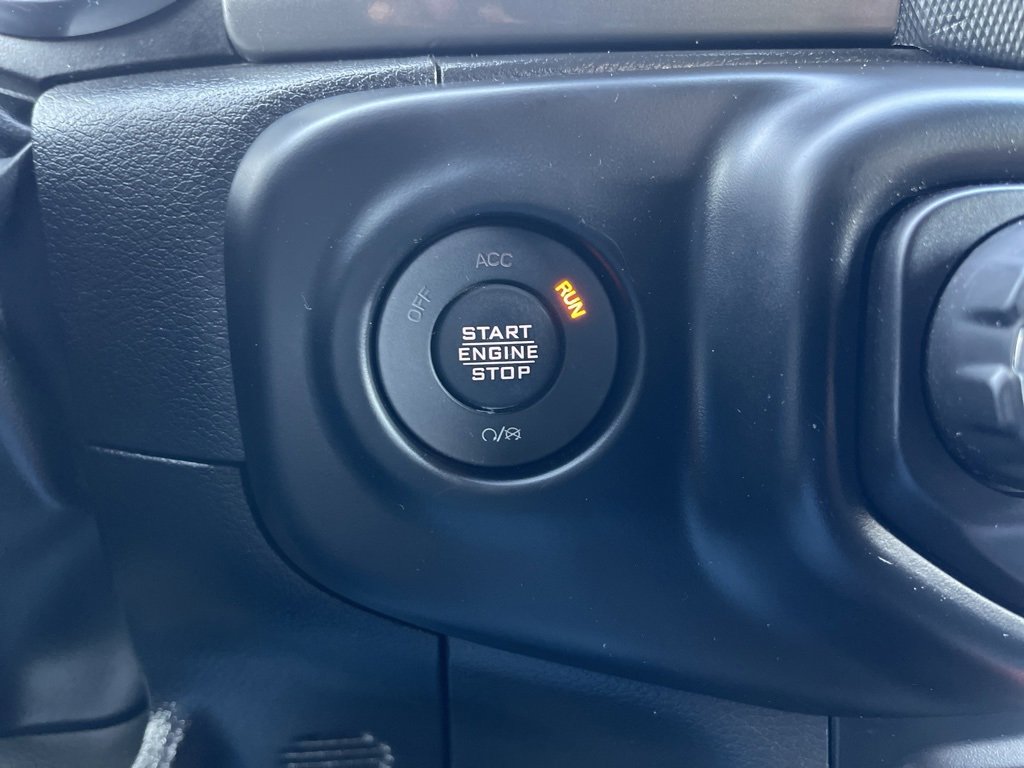 ACC
OFF
RUN
START
ENGINE
STOP